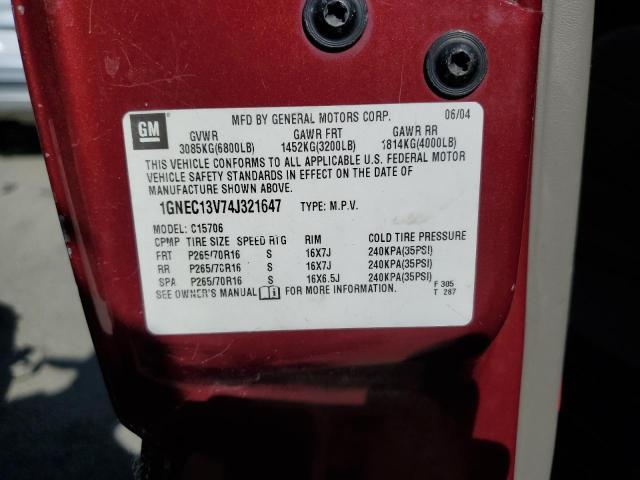 MFD BY GENERAL MOTORS CORP. 06/04
GM
GVWR GAWR FRT GAWR RR
3085KG(6800LB) 1452KG(3200LB) 1814KG(4000LB)
THIS VEHICLE CONFORMS TO ALL APPLICABLE U.S. FEDERAL MOTOR
VEHICLE SAFETY STANDARDS IN EFFECT ON THE DATE OF
MANUFACTURE SHOWN ABOVE.
1GNEC13V74J321647 TYPE: M.P.V.
MODEL: C15706
CPMP TIRE SIZE SPEED RTG RIM COLD TIRE PRESSURE
FRT P265/70R16 S 16X7J 240KPA(35PSI)
RR P265/70R16 S 16X7J 240KPA(35PSI)
SPA P265/70R16 S 16X6.5J 240KPA(35PSI)
SEE OWNER'S MANUAL FOR MORE INFORMATION. F 305
T 287